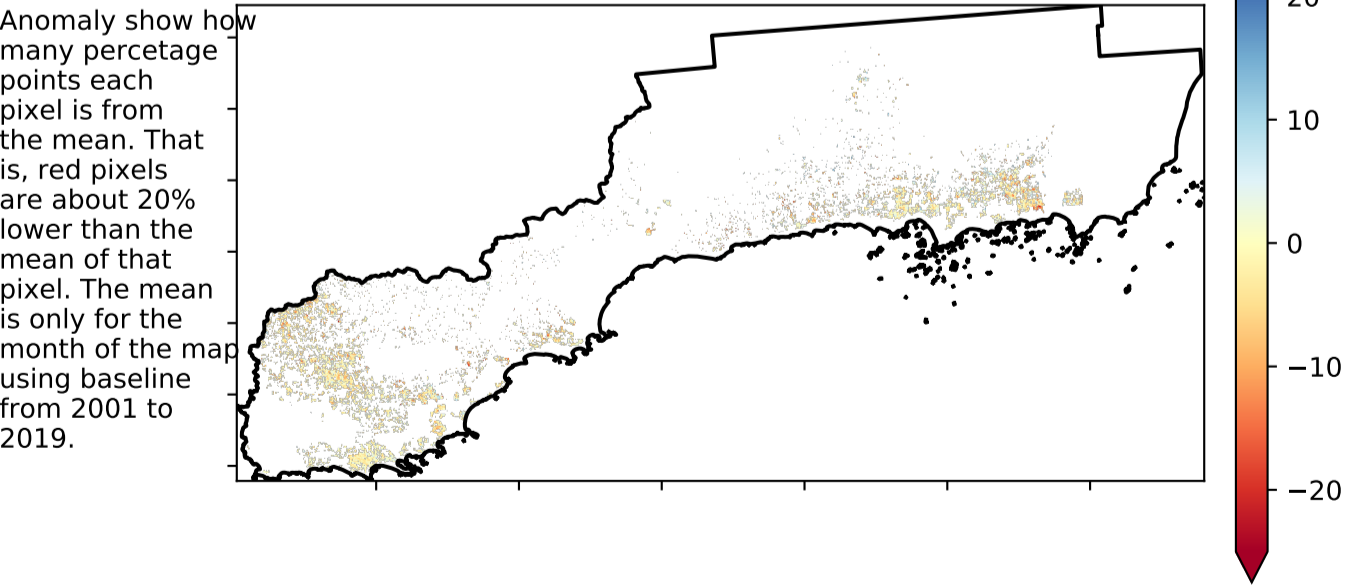 Anomaly show how
many percetage
points each
pixel is from
the mean. That
is, red pixels
are about 20%
lower than the
mean of that
pixel. The mean
is only for the
month of the map
using baseline
from 2001 to
2019.
20
10
0
−10
−20